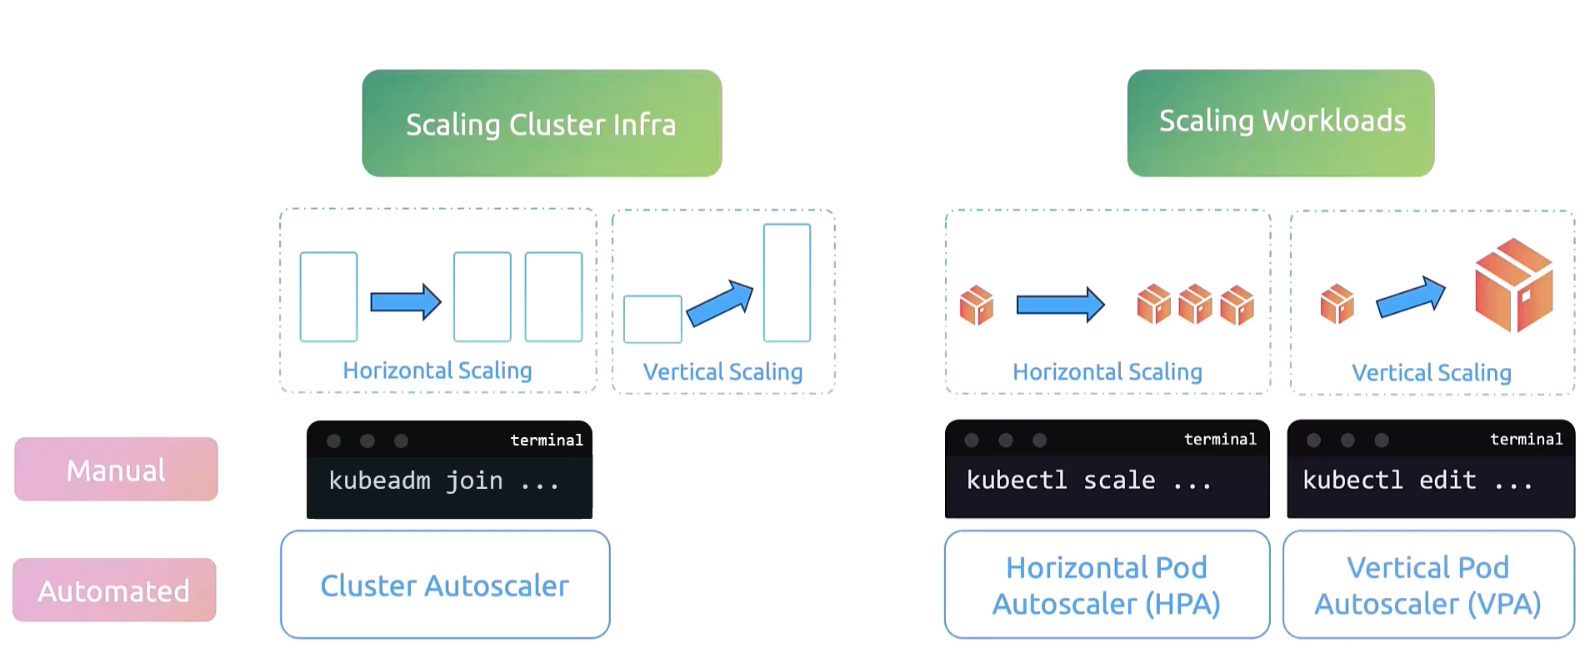 Scaling Cluster Infra
Scaling Workloads
Horizontal Scaling
Vertical Scaling
Horizontal Scaling
Vertical Scaling
Manual
terminal
kubeadm join ...
terminal
kubectl scale ...
terminal
kubectl edit ...
Automated
Cluster Autoscaler
Horizontal Pod
Autoscaler (HPA)
Vertical Pod
Autoscaler (VPA)